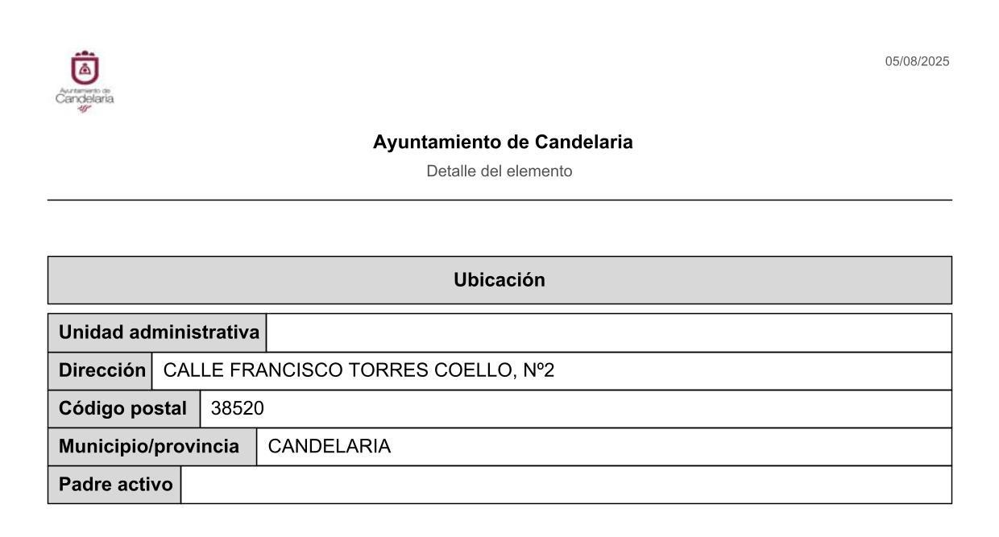 Ayuntamiento de
Candelaria
05/08/2025
Ayuntamiento de Candelaria
Detalle del elemento
Ubicación
Unidad administrativa
Dirección CALLE FRANCISCO TORRES COELLO, Nº2
Código postal 38520
Municipio/provincia CANDELARIA
Padre activo